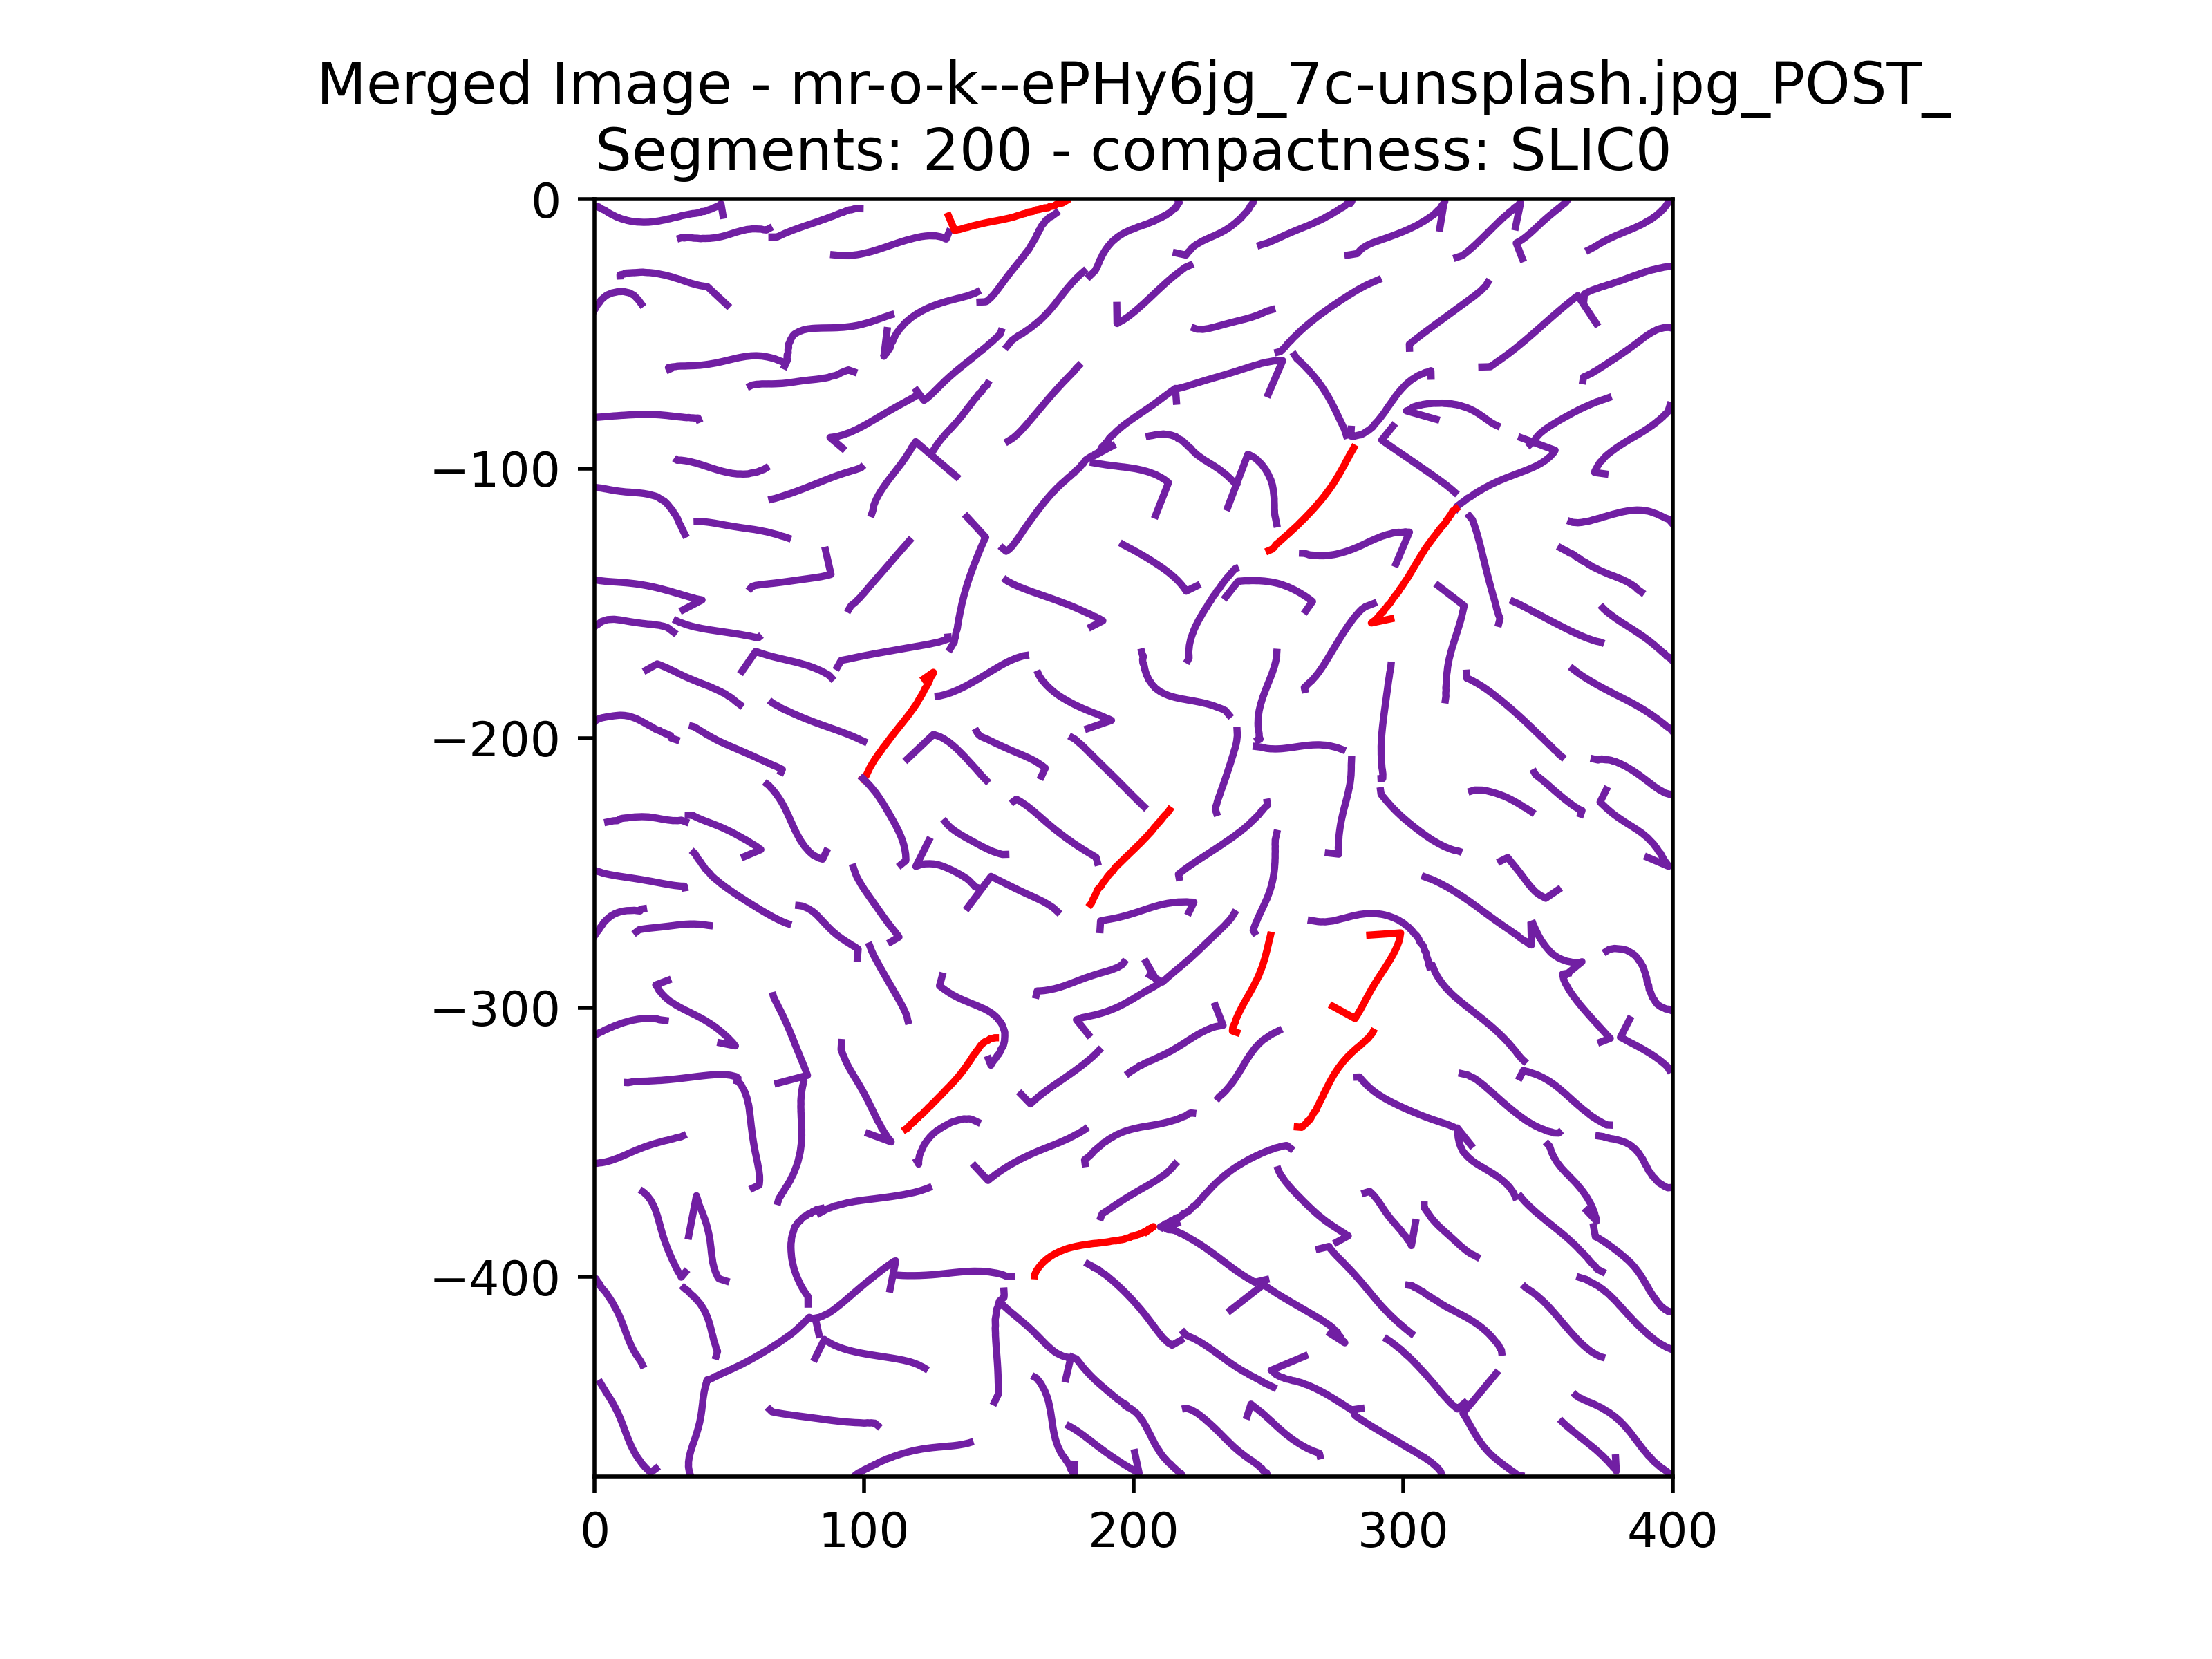 Merged Image - mr-o-k--ePHy6jg_7c-unsplash.jpg_POST_
Segments: 200 - compactness: SLIC0
0
−100
−200
−300
−400
0 100 200 300 400